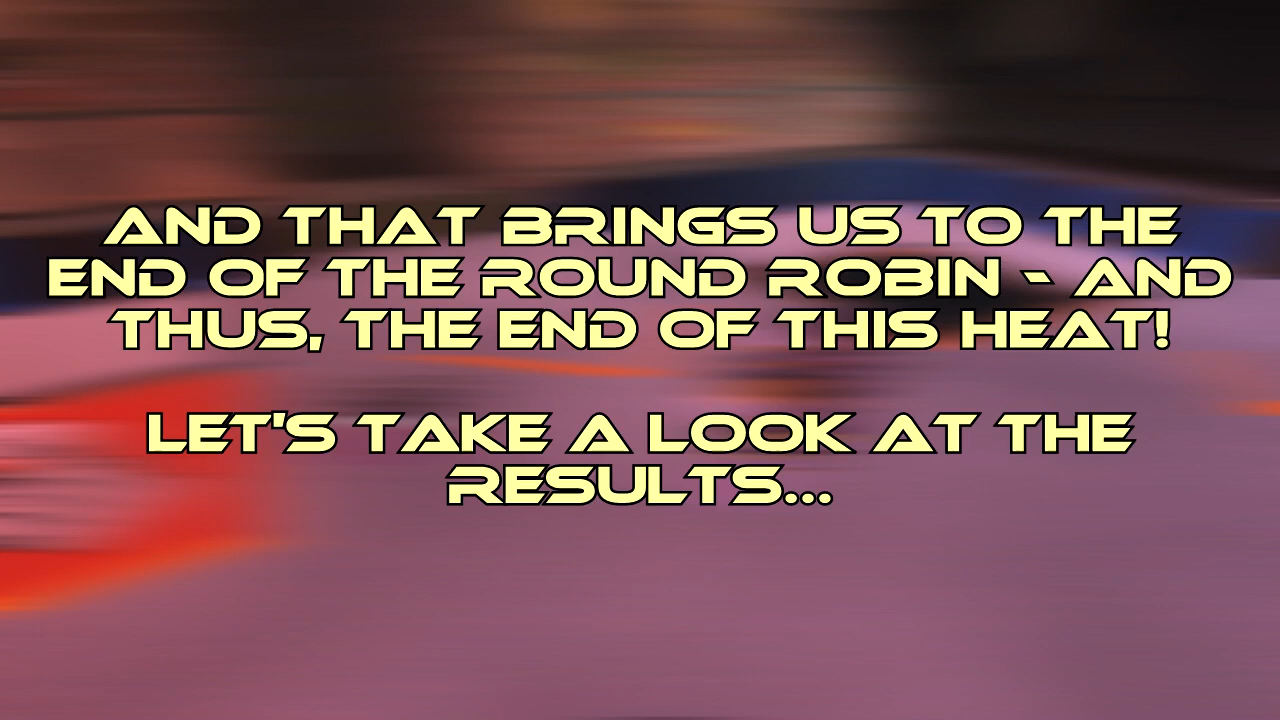 AND THAT BRINGS US TO THE
END OF THE ROUND ROBIN - AND
THUS, THE END OF THIS HEAT!
LET'S TAKE A LOOK AT THE
RESULTS...